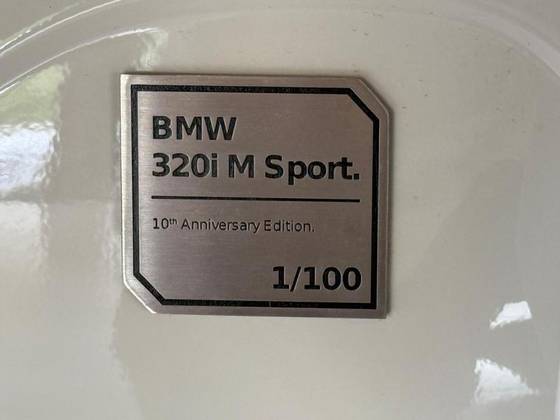 BMW
320i M Sport.
10th Anniversary Edition.
1/100